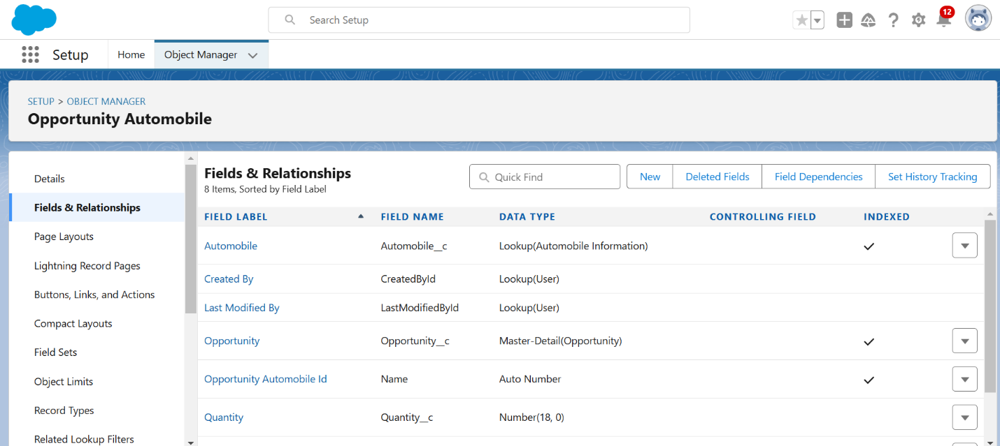 Search Setup
12
Setup Home Object Manager
SETUP > OBJECT MANAGER
Opportunity Automobile
Details
Fields & Relationships
Page Layouts
Lightning Record Pages
Buttons, Links, and Actions
Compact Layouts
Field Sets
Object Limits
Record Types
Related Lookup Filters
Fields & Relationships
8 Items, Sorted by Field Label
Quick Find
New Deleted Fields Field Dependencies Set History Tracking
FIELD LABEL FIELD NAME DATA TYPE CONTROLLING FIELD INDEXED
Automobile Automobile__c Lookup(Automobile Information)
Created By CreatedById Lookup(User)
Last Modified By LastModifiedById Lookup(User)
Opportunity Opportunity__c Master-Detail(Opportunity)
Opportunity Automobile Id Name Auto Number
Quantity Quantity__c Number(18, 0)